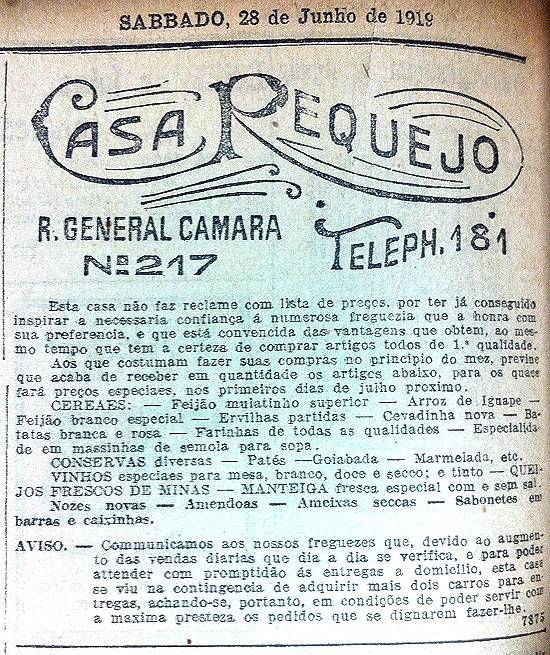 SABBADO, 28 de Junho de 1919
CASA REQUEJO
R. GENERAL CAMARA
Nº 217
TELEPH. 181
Esta casa não faz reclame com lista de preços, por ter já conseguido
inspirar a necessaria confiança á numerosa freguezia que a honra com
sua preferencia, e que está convencida das vantagens que obtem, ao mes-
mo tempo que tem a certeza de comprar artigos todos de 1.ª qualidade.
Aos que costumam fazer suas compras no principio do mez, previne
que acaba de receber em quantidade os artigos abaixo, para os quaes
fará preços especiaes, nos primeiros dias de julho proximo.
CEREAES: — Feijão mulatinho superior — Arroz de Iguape —
Feijão branco especial — Ervilhas partidas — Cevadinha nova — Ba-
tatas branca e rosa — Farinhas de todas as qualidades — Especialida-
de em massinhas de semola para sopa.
CONSERVAS diversas — Patés —Goiabada — Marmelada, etc.
VINHOS especiaes para mesa, branco, doce e secco; e tinto — QUEI-
JOS FRESCOS DE MINAS — MANTEIGA fresca especial com e sem sal.
Nozes novas — Amendoas — Ameixas seccas — Sabonetes em
barras e caixinhas.
AVISO. — Communicamos aos nossos freguezes que, devido ao augmen-
to das vendas diarias que dia a dia se verifica, e para poder
attender com promptidão ás entregas a domicilio, esta casa
se viu na contingencia de adquirir mais dois carros para en-
tregas, achando-se, portanto, em condições de poder servir com
a maxima presteza os pedidos que se dignarem fazer-lhe.
7375